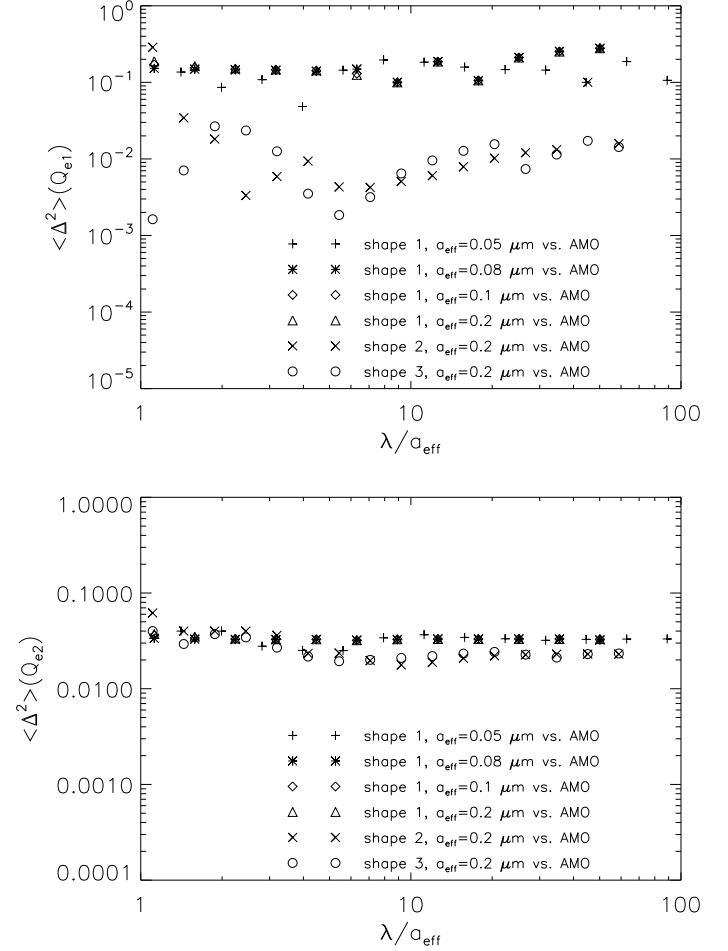 <Δ²>(Q_e1)
10⁰
10⁻¹
10⁻²
10⁻³
10⁻⁴
10⁻⁵
shape 1, a_eff=0.05 μm vs. AMO
shape 1, a_eff=0.08 μm vs. AMO
shape 1, a_eff=0.1 μm vs. AMO
shape 1, a_eff=0.2 μm vs. AMO
shape 2, a_eff=0.2 μm vs. AMO
shape 3, a_eff=0.2 μm vs. AMO
1 10 100
λ/a_eff
<Δ²>(Q_e2)
1.0000
0.1000
0.0100
0.0010
0.0001
shape 1, a_eff=0.05 μm vs. AMO
shape 1, a_eff=0.08 μm vs. AMO
shape 1, a_eff=0.1 μm vs. AMO
shape 1, a_eff=0.2 μm vs. AMO
shape 2, a_eff=0.2 μm vs. AMO
shape 3, a_eff=0.2 μm vs. AMO
1 10 100
λ/a_eff